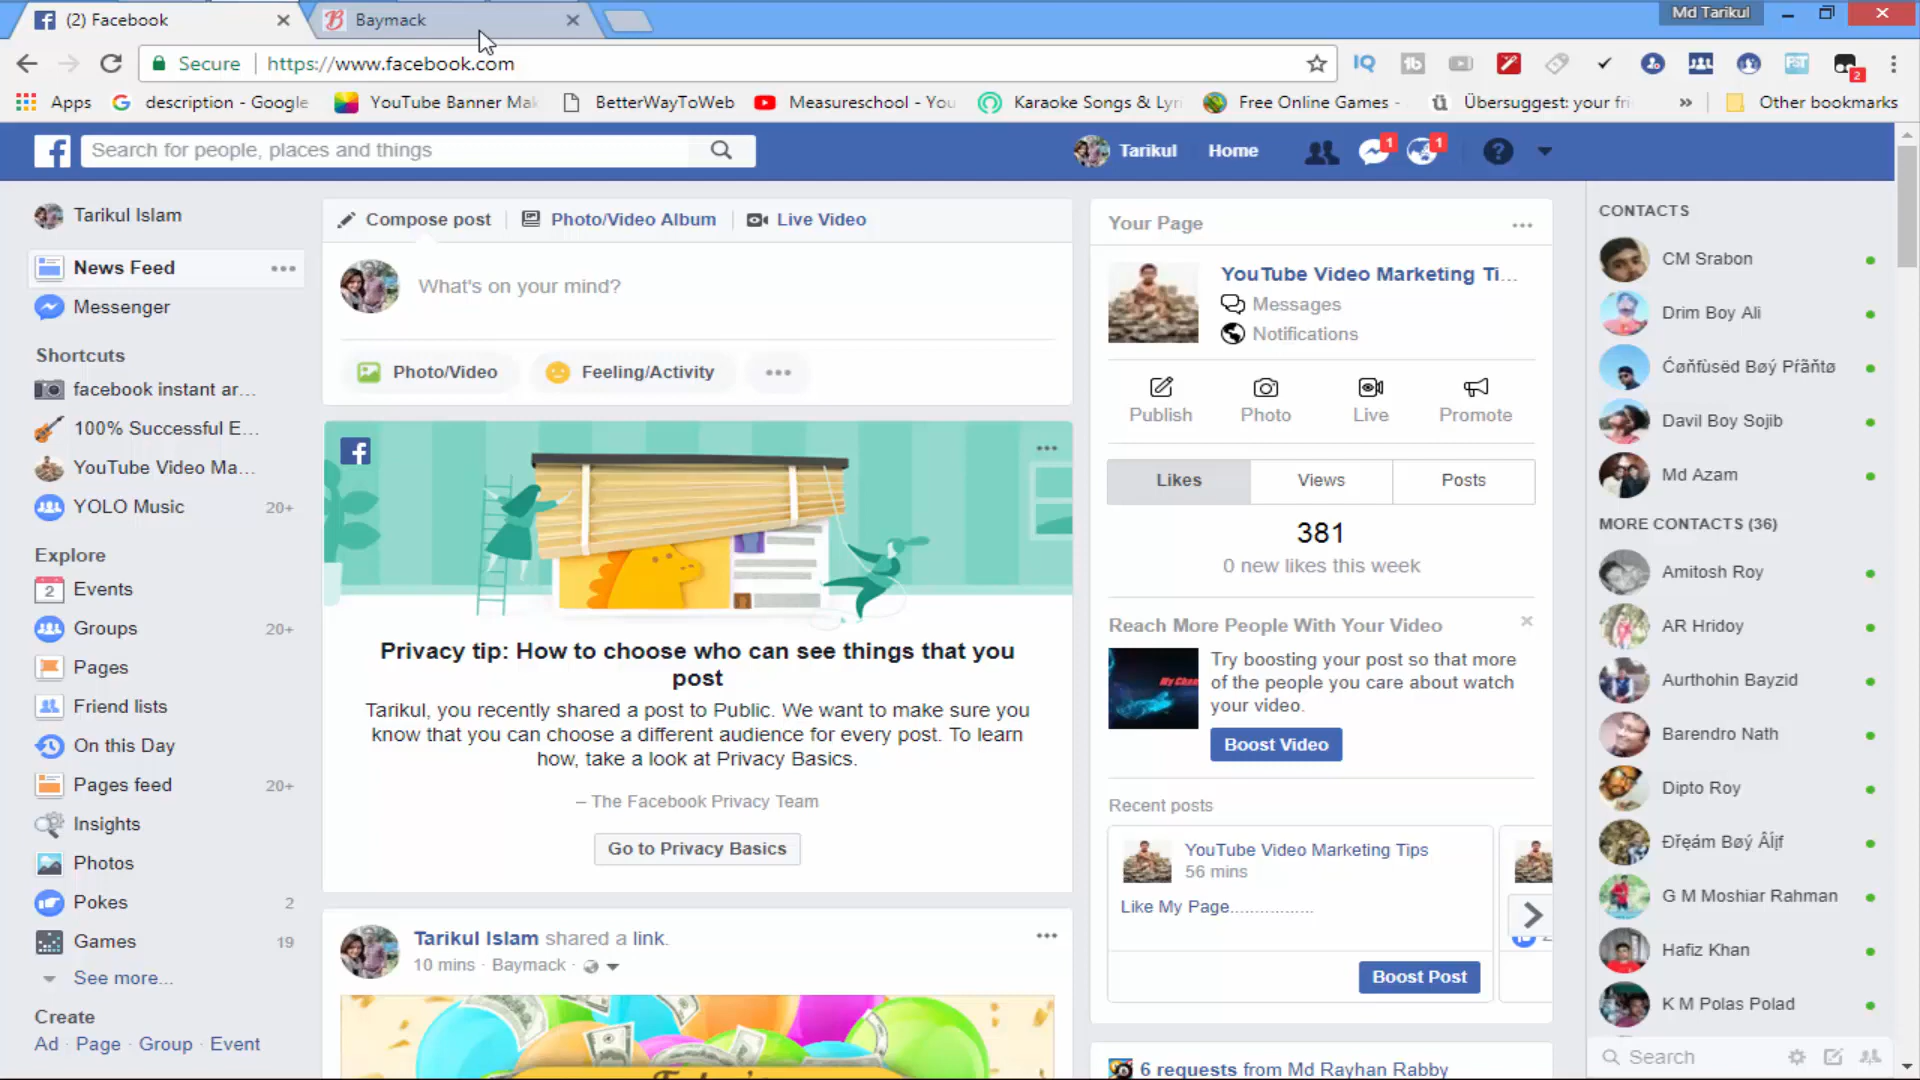 (2) Facebook
Baymack
Md Tarikul
Secure
https://www.facebook.com
Apps
description - Google
YouTube Banner Mak
BetterWayToWeb
Measureschool - You
Karaoke Songs & Lyri
Free Online Games -
Übersuggest: your fri
Other bookmarks
Search for people, places and things
Tarikul
Home
1
1
2
Tarikul Islam
News Feed
Messenger
Shortcuts
facebook instant ar...
100% Successful E...
YouTube Video Ma...
YOLO Music 20+
Explore
2
Events
Groups 20+
Pages
Friend lists
On this Day
Pages feed 20+
Insights
Photos
Pokes 2
Games 19
See more...
Create
Ad · Page · Group · Event
Compose post
Photo/Video Album
Live Video
What's on your mind?
Photo/Video
Feeling/Activity
Privacy tip: How to choose who can see things that you
post
Tarikul, you recently shared a post to Public. We want to make sure you
know that you can choose a different audience for every post. To learn
how, take a look at Privacy Basics.
– The Facebook Privacy Team
Go to Privacy Basics
Tarikul Islam shared a link.
10 mins · Baymack ·
Your Page
YouTube Video Marketing Ti...
Messages
Notifications
Publish
Photo
Live
Promote
Likes
Views
Posts
381
0 new likes this week
Reach More People With Your Video
Try boosting your post so that more
of the people you care about watch
your video.
Boost Video
Recent posts
YouTube Video Marketing Tips
56 mins
Like My Page................
Boost Post
6 requests from Md Rayhan Rabby
CONTACTS
CM Srabon
Drim Boy Ali
Davil Boy Sojib
Md Azam
MORE CONTACTS (36)
Amitosh Roy
AR Hridoy
Aurthohin Bayzid
Barendro Nath
Dipto Roy
G M Moshiar Rahman
Hafiz Khan
K M Polas Polad
Search